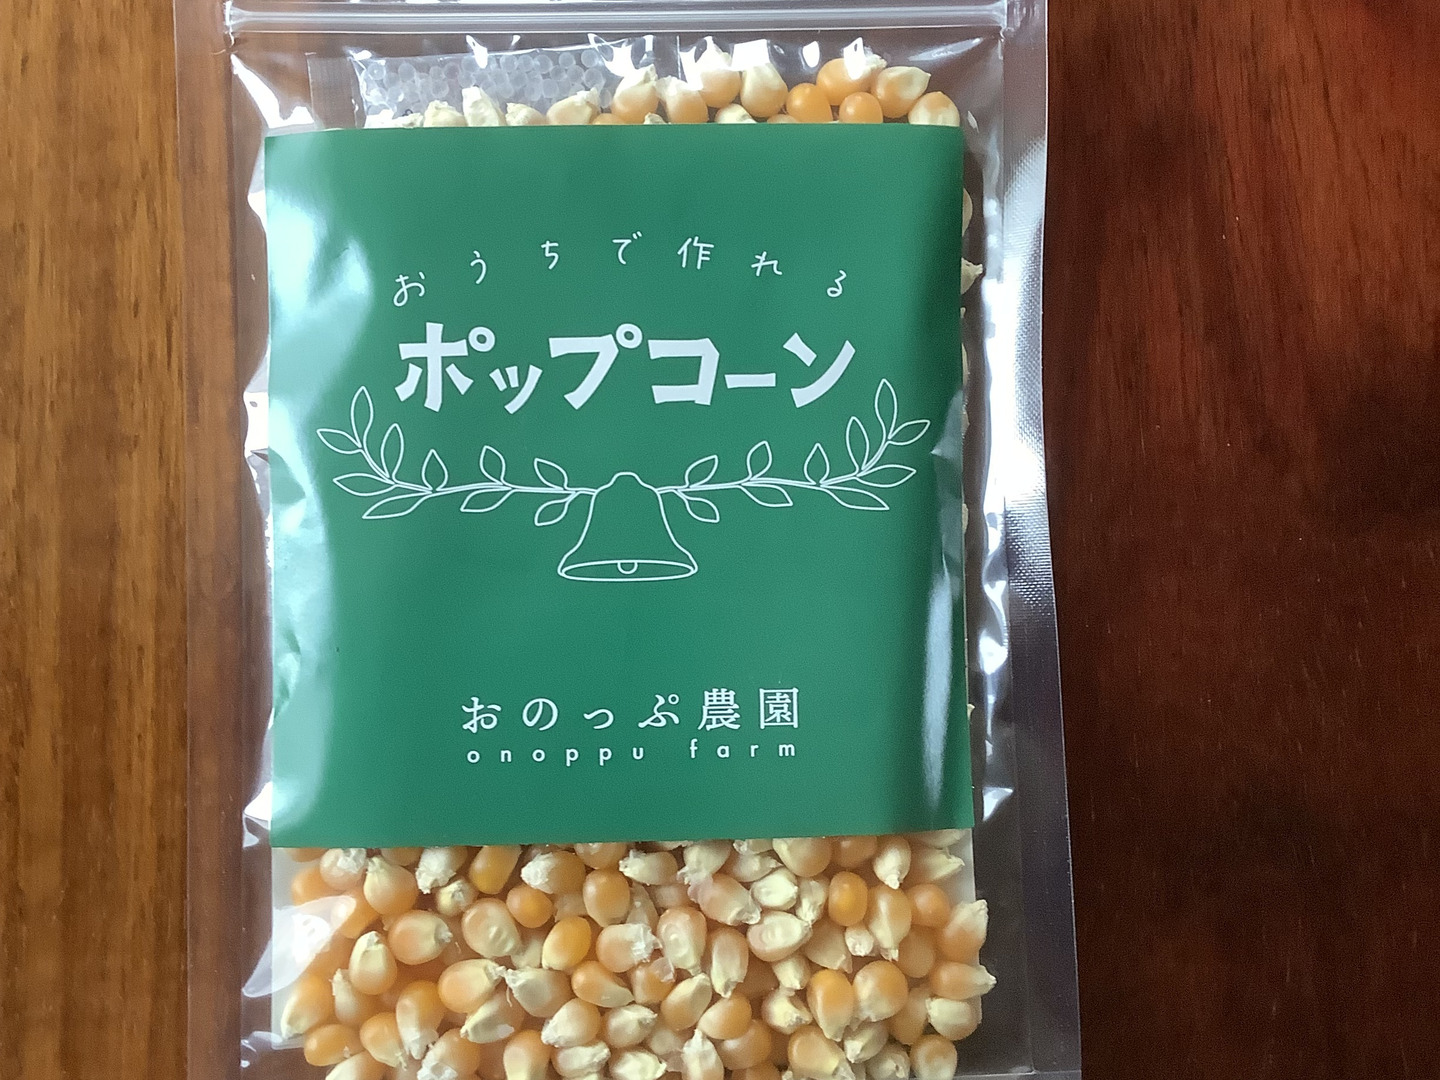 おうちで作れる
ポップコーン
おのっぷ農園
onoppu farm